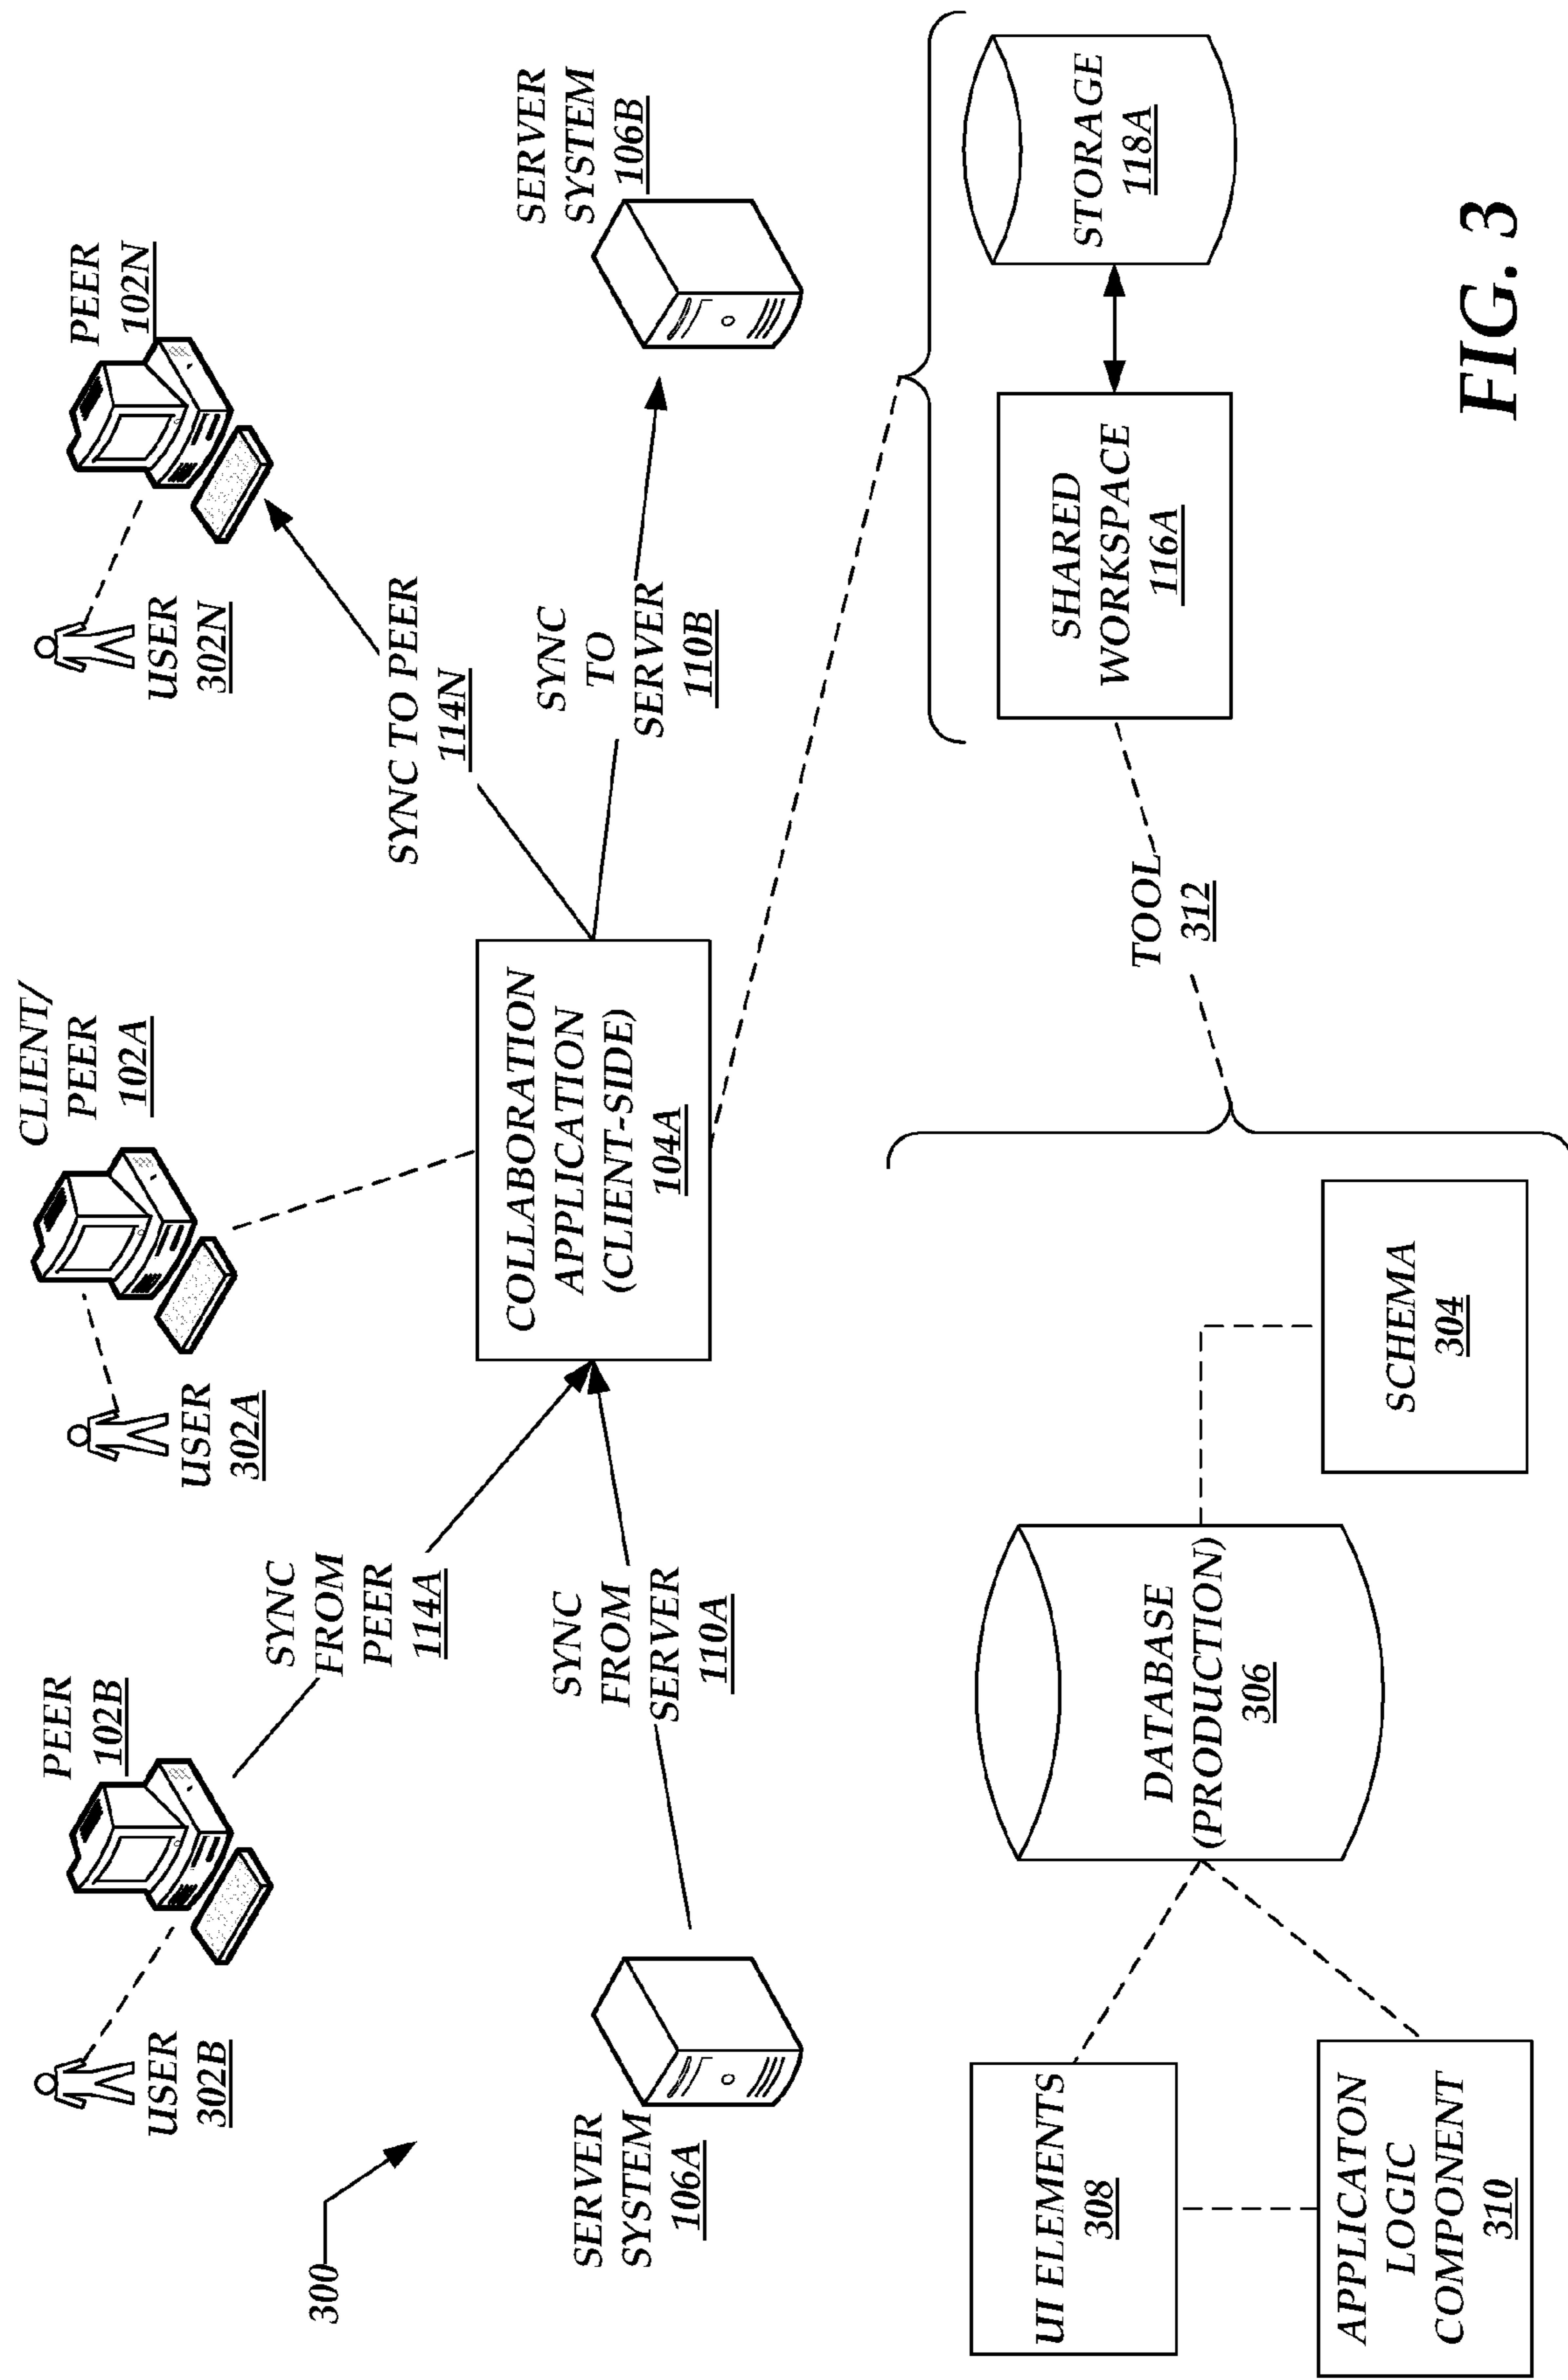 300
USER
302B
PEER
102B
USER
302A
CLIENT/
PEER
102A
USER
302N
PEER
102N
SYNC
FROM
PEER
114A
SYNC TO PEER
114N
SERVER
SYSTEM
106A
SYNC
FROM
SERVER
110A
COLLABORATION
APPLICATION
(CLIENT-SIDE)
104A
SYNC
TO
SERVER
110B
SERVER
SYSTEM
106B
UI ELEMENTS
308
APPLICATON
LOGIC
COMPONENT
310
DATABASE
(PRODUCTION)
306
SCHEMA
304
TOOL
312
SHARED
WORKSPACE
116A
STORAGE
118A
FIG. 3